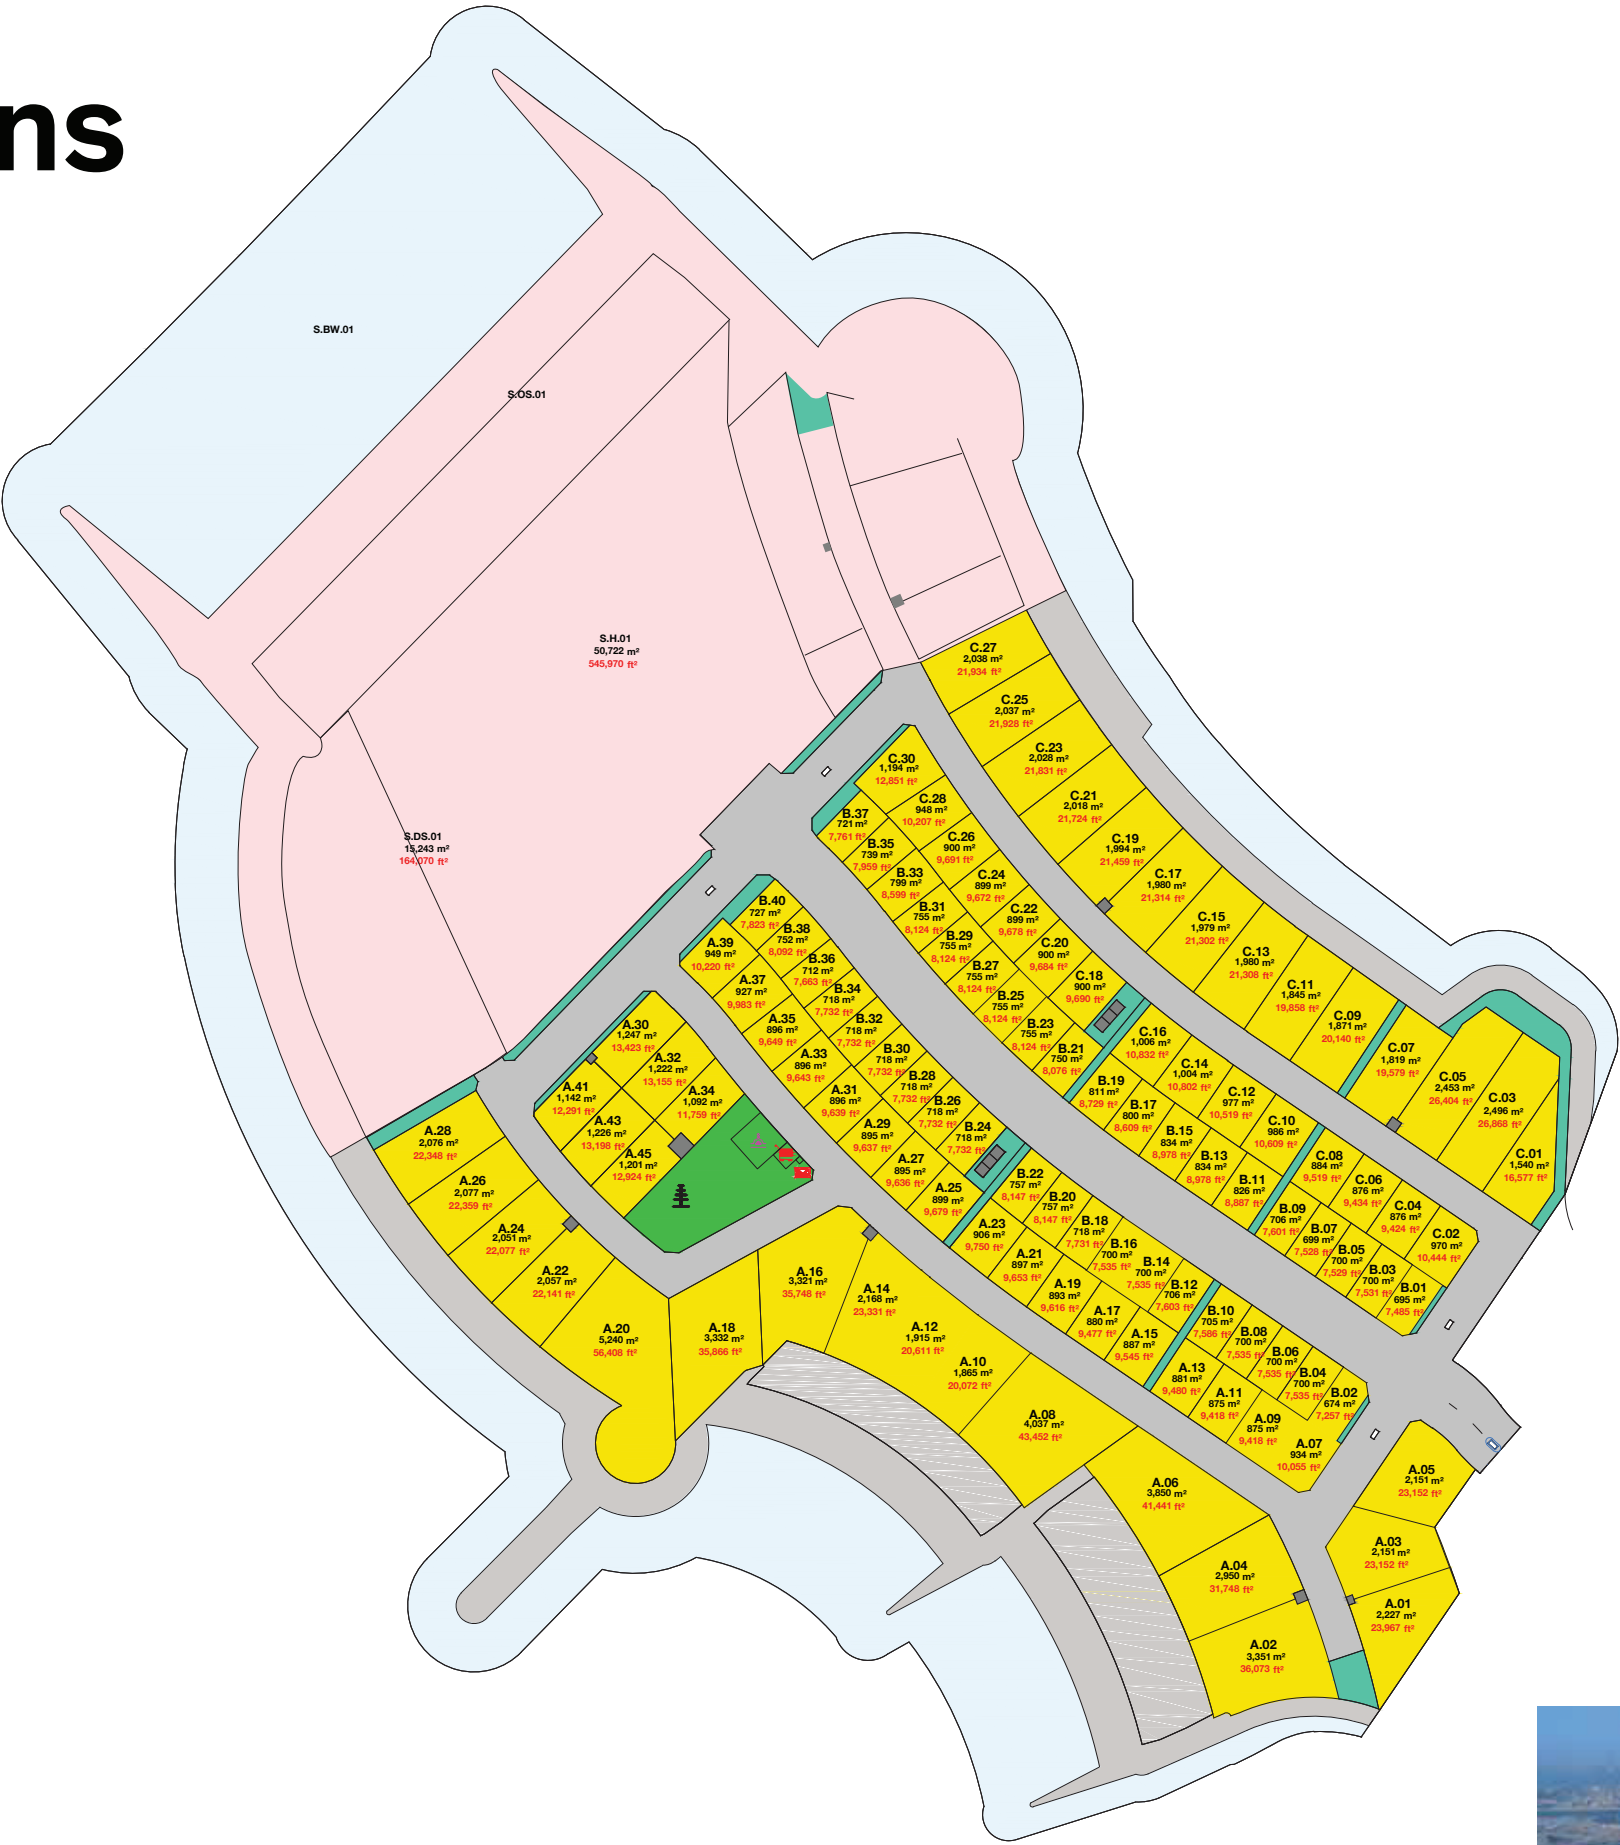 ns
S.BW.01
S.OS.01
S.H.01
50,722 m²
545,970 ft²
S.DS.01
15,243 m²
164,070 ft²
C.27
2,038 m²
21,934 ft²
C.25
2,037 m²
21,928 ft²
C.23
2,028 m²
21,831 ft²
C.21
2,018 m²
21,724 ft²
C.19
1,994 m²
21,459 ft²
C.17
1,980 m²
21,314 ft²
C.15
1,979 m²
21,302 ft²
C.13
1,980 m²
21,308 ft²
C.11
1,845 m²
19,858 ft²
C.09
1,871 m²
20,140 ft²
C.07
1,819 m²
19,579 ft²
C.05
2,453 m²
26,404 ft²
C.03
2,496 m²
26,868 ft²
C.01
1,540 m²
16,577 ft²
C.30
1,194 m²
12,851 ft²
C.28
948 m²
10,207 ft²
C.26
900 m²
9,691 ft²
C.24
899 m²
9,672 ft²
C.22
899 m²
9,678 ft²
C.20
900 m²
9,684 ft²
C.18
900 m²
9,690 ft²
C.16
1,006 m²
10,832 ft²
C.14
1,004 m²
10,802 ft²
C.12
977 m²
10,519 ft²
C.10
986 m²
10,609 ft²
C.08
884 m²
9,519 ft²
C.06
876 m²
9,434 ft²
C.04
876 m²
9,424 ft²
C.02
970 m²
10,444 ft²
B.37
721 m²
7,761 ft²
B.35
739 m²
7,959 ft²
B.33
799 m²
8,599 ft²
B.31
755 m²
8,124 ft²
B.29
755 m²
8,124 ft²
B.27
755 m²
8,124 ft²
B.25
755 m²
8,124 ft²
B.23
755 m²
8,124 ft²
B.21
750 m²
8,076 ft²
B.19
811 m²
8,729 ft²
B.17
800 m²
8,609 ft²
B.15
834 m²
8,978 ft²
B.13
834 m²
8,978 ft²
B.11
826 m²
8,887 ft²
B.09
706 m²
7,601 ft²
B.07
699 m²
7,528 ft²
B.05
700 m²
7,529 ft²
B.03
700 m²
7,531 ft²
B.01
695 m²
7,485 ft²
B.40
727 m²
7,823 ft²
B.38
752 m²
8,092 ft²
B.36
712 m²
7,663 ft²
B.34
718 m²
7,732 ft²
B.32
718 m²
7,732 ft²
B.30
718 m²
7,732 ft²
B.28
718 m²
7,732 ft²
B.26
718 m²
7,732 ft²
B.24
718 m²
7,732 ft²
B.22
757 m²
8,147 ft²
B.20
757 m²
8,147 ft²
B.18
718 m²
7,731 ft²
B.16
700 m²
7,535 ft²
B.14
700 m²
7,535 ft²
B.12
706 m²
7,603 ft²
B.10
705 m²
7,586 ft²
B.08
700 m²
7,535 ft²
B.06
700 m²
7,535 ft²
B.04
700 m²
7,535 ft²
B.02
674 m²
7,257 ft²
A.39
949 m²
10,220 ft²
A.37
927 m²
9,983 ft²
A.35
896 m²
9,649 ft²
A.33
896 m²
9,643 ft²
A.31
896 m²
9,639 ft²
A.29
895 m²
9,637 ft²
A.27
895 m²
9,636 ft²
A.25
899 m²
9,679 ft²
A.23
906 m²
9,750 ft²
A.21
897 m²
9,653 ft²
A.19
893 m²
9,616 ft²
A.17
880 m²
9,477 ft²
A.15
887 m²
9,545 ft²
A.13
881 m²
9,480 ft²
A.11
875 m²
9,418 ft²
A.09
875 m²
9,418 ft²
A.07
934 m²
10,055 ft²
A.30
1,247 m²
13,423 ft²
A.32
1,222 m²
13,155 ft²
A.34
1,092 m²
11,759 ft²
A.41
1,142 m²
12,291 ft²
A.43
1,226 m²
13,198 ft²
A.45
1,201 m²
12,924 ft²
A.28
2,076 m²
22,348 ft²
A.26
2,077 m²
22,359 ft²
A.24
2,051 m²
22,077 ft²
A.22
2,057 m²
22,141 ft²
A.20
5,240 m²
56,408 ft²
A.18
3,332 m²
35,866 ft²
A.16
3,321 m²
35,748 ft²
A.14
2,168 m²
23,331 ft²
A.12
1,915 m²
20,611 ft²
A.10
1,865 m²
20,072 ft²
A.08
4,037 m²
43,452 ft²
A.06
3,850 m²
41,441 ft²
A.04
2,950 m²
31,748 ft²
A.02
3,351 m²
36,073 ft²
A.05
2,151 m²
23,152 ft²
A.03
2,151 m²
23,152 ft²
A.01
2,227 m²
23,967 ft²